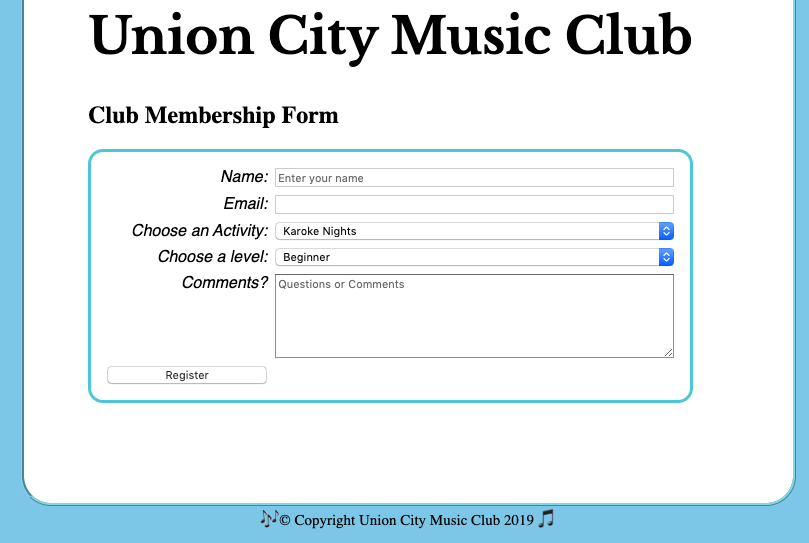 Union City Music Club
Club Membership Form
Name: Enter your name
Email:
Choose an Activity: Karoke Nights
Choose a level: Beginner
Comments? Questions or Comments
Register
🎶© Copyright Union City Music Club 2019 🎵